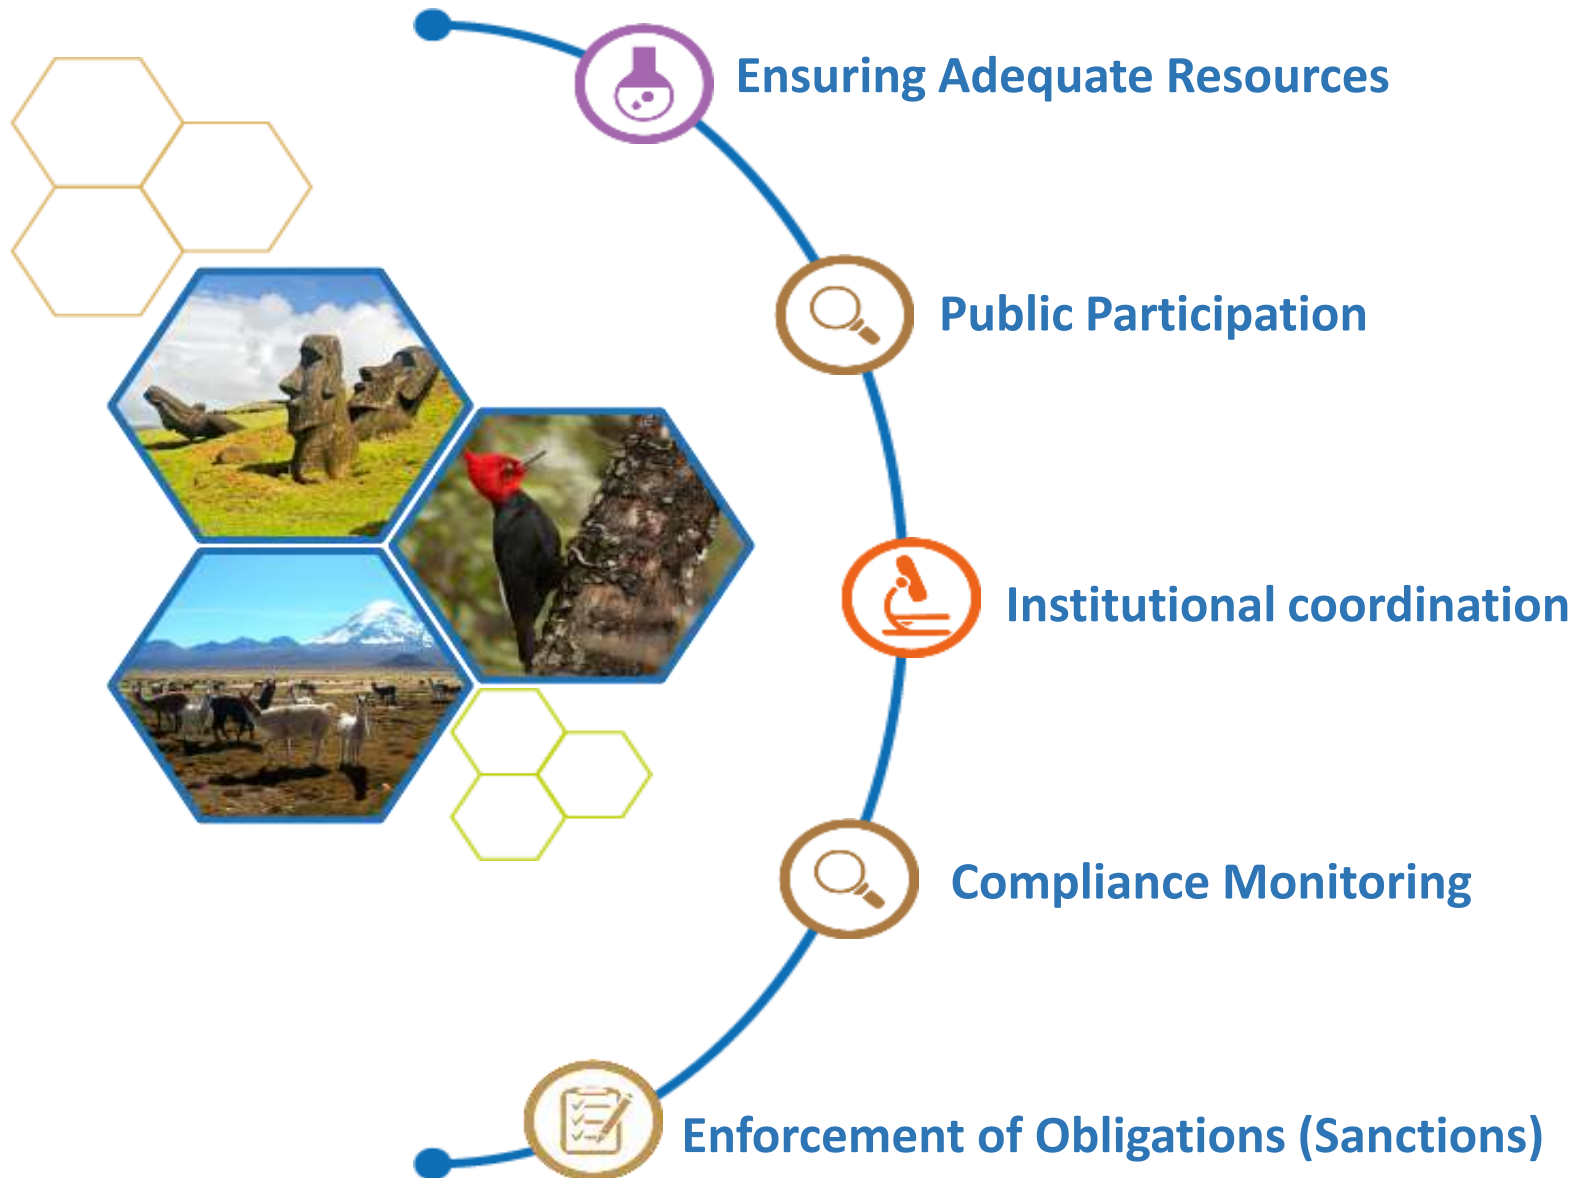 Ensuring Adequate Resources
Public Participation
Institutional coordination
Compliance Monitoring
Enforcement of Obligations (Sanctions)